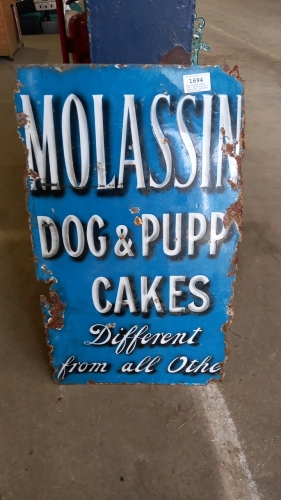 1694
MOLASSIN
DOG & PUPP
CAKES
Different
from all Othe